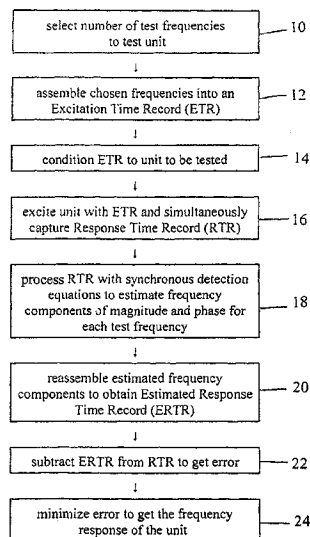 select number of test frequencies
to test unit
10
↓
assemble chosen frequencies into an
Excitation Time Record (ETR)
12
↓
condition ETR to unit to be tested
14
↓
excite unit with ETR and simultaneously
capture Response Time Record (RTR)
16
↓
process RTR with synchronous detection
equations to estimate frequency
components of magnitude and phase for
each test frequency
18
↓
reassemble estimated frequency
components to obtain Estimated Response
Time Record (ERTR)
20
↓
subtract ERTR from RTR to get error
22
↓
minimize error to get the frequency
response of the unit
24